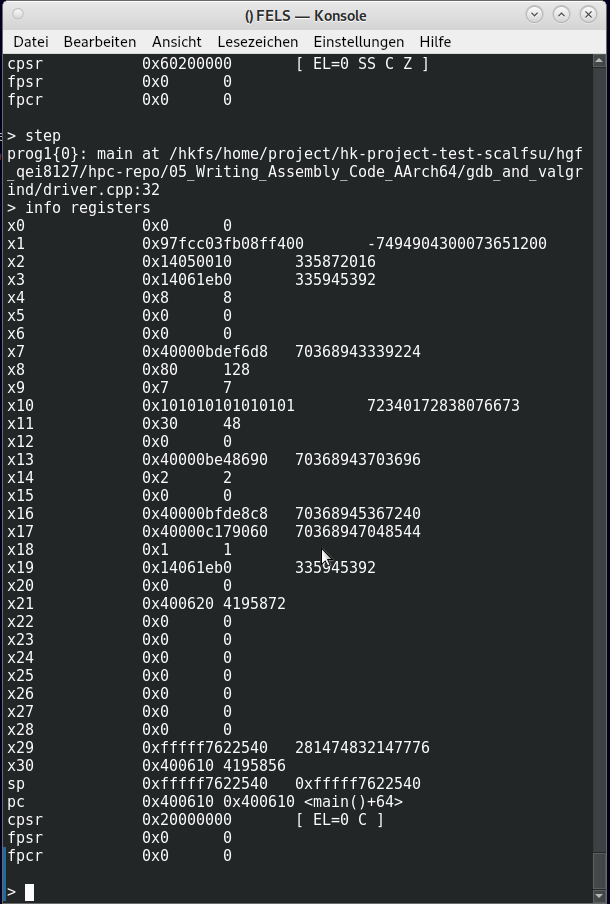 () FELS — Konsole
Datei Bearbeiten Ansicht Lesezeichen Einstellungen Hilfe
cpsr 0x60200000 [ EL=0 SS C Z ]
fpsr 0x0 0
fpcr 0x0 0
> step
prog1{0}: main at /hkfs/home/project/hk-project-test-scalfsu/hgf
_qei8127/hpc-repo/05_Writing_Assembly_Code_AArch64/gdb_and_valgr
ind/driver.cpp:32
> info registers
x0 0x0 0
x1 0x97fcc03fb08ff400 -7494904300073651200
x2 0x14050010 335872016
x3 0x14061eb0 335945392
x4 0x8 8
x5 0x0 0
x6 0x0 0
x7 0x40000bdef6d8 70368943339224
x8 0x80 128
x9 0x7 7
x10 0x101010101010101 72340172838076673
x11 0x30 48
x12 0x0 0
x13 0x40000be48690 70368943703696
x14 0x2 2
x15 0x0 0
x16 0x40000bfde8c8 70368945367240
x17 0x40000c179060 70368947048544
x18 0x1 1
x19 0x14061eb0 335945392
x20 0x0 0
x21 0x400620 4195872
x22 0x0 0
x23 0x0 0
x24 0x0 0
x25 0x0 0
x26 0x0 0
x27 0x0 0
x28 0x0 0
x29 0xfffff7622540 281474832147776
x30 0x400610 4195856
sp 0xfffff7622540 0xfffff7622540
pc 0x400610 0x400610 <main()+64>
cpsr 0x20000000 [ EL=0 C ]
fpsr 0x0 0
fpcr 0x0 0
>